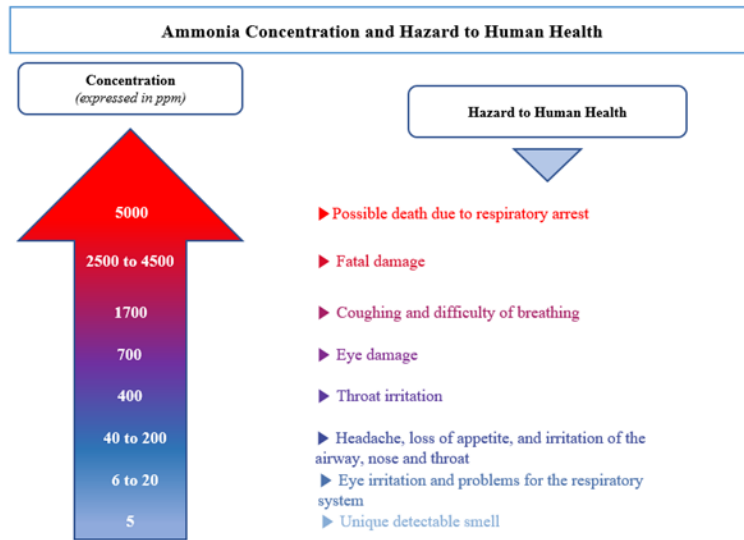 Ammonia Concentration and Hazard to Human Health
Concentration
(expressed in ppm)
Hazard to Human Health
5000
Possible death due to respiratory arrest
2500 to 4500
Fatal damage
1700
Coughing and difficulty of breathing
700
Eye damage
400
Throat irritation
40 to 200
Headache, loss of appetite, and irritation of the
airway, nose and throat
6 to 20
Eye irritation and problems for the respiratory
system
5
Unique detectable smell